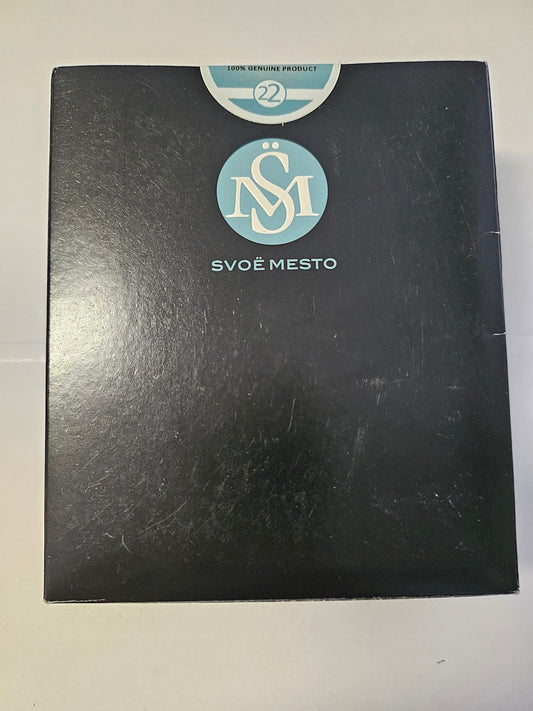 100% GENUINE PRODUCT
22
SM̈
SVOË MESTO